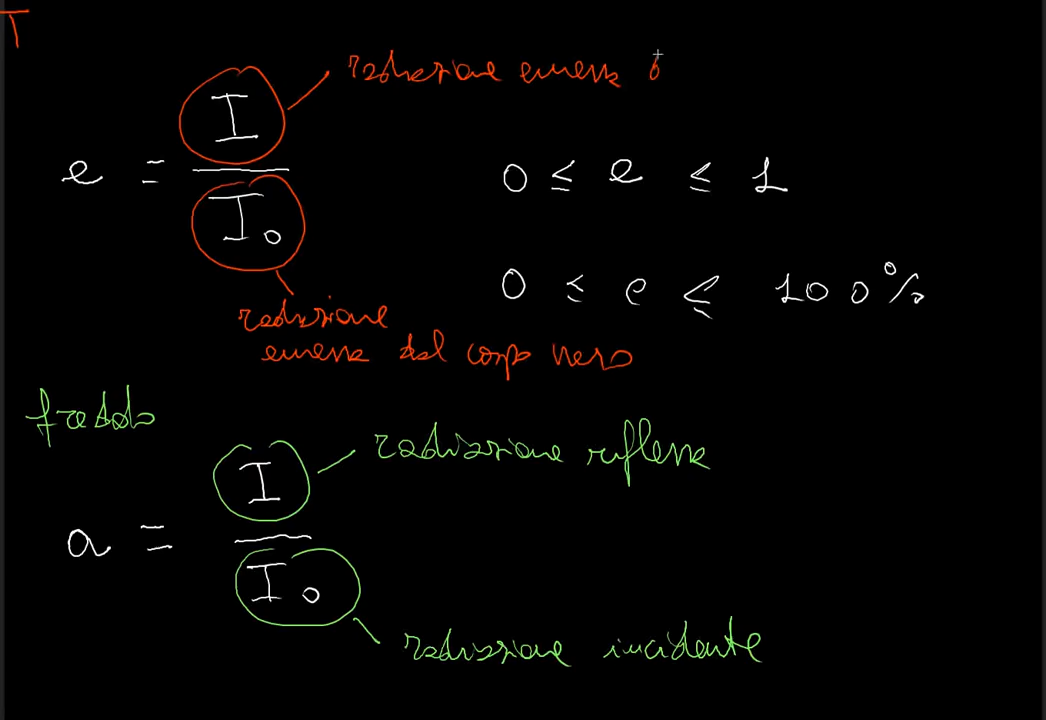 T
radiazione emessa
e = I / I₀
0 ≤ e ≤ 1
0 ≤ e ≤ 100%
radiazione
emessa dal corpo nero
freddo
radiazione riflessa
a = I / I₀
radiazione incidente